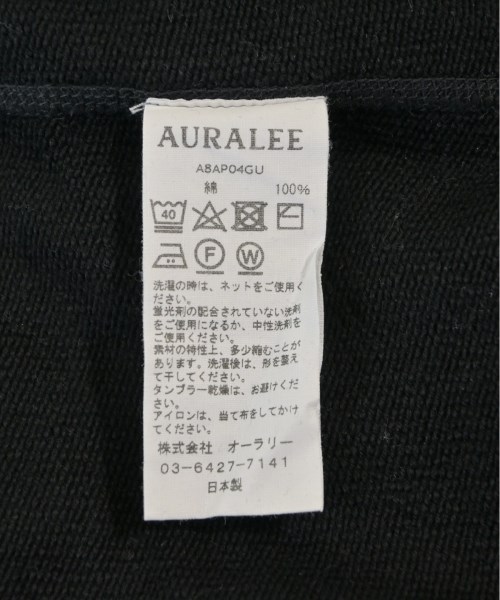 AURALEE
A8AP04GU
綿 100%
40
F W
洗濯の時は、ネットをご使用く
ださい。
蛍光剤の配合されていない洗剤
をご使用になるか、中性洗剤を
ご使用ください。
素材の特性上、多少縮むことが
あります。洗濯後は、形を整え
て干してください。
タンブラー乾燥は、お避けくださ
い。
アイロンは、当て布をしてかけ
てください。
株式会社 オーラリー
03-6427-7141
日本製